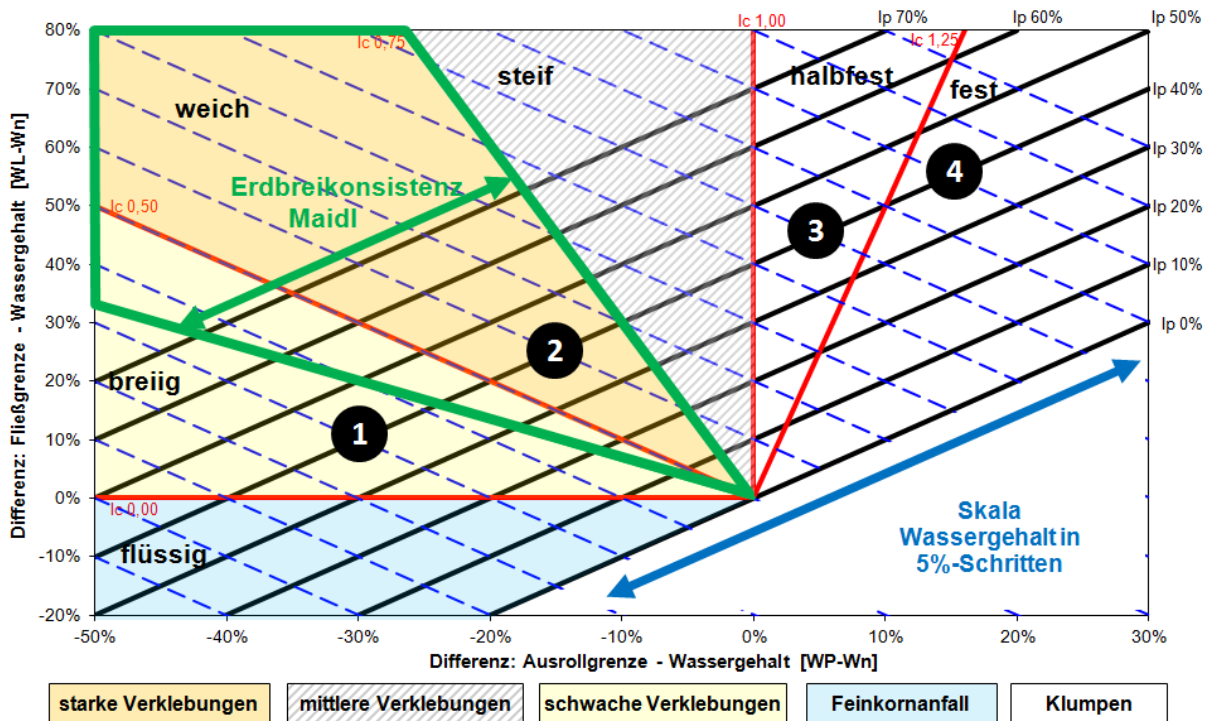 Ic 1,00 Ip 70% Ip 60% Ip 50%
80% Ic 0,75 Ic 1,25
steif halbfest fest
70% weich Ip 40%
60% Ip 30%
Erdbreikonsistenz 4
Maidl
50% Ic 0,50 3 Ip 20%
40% Ip 10%
30% Ip 0%
2
20% breiig
10% 1
0% Ic 0,00
flüssig
-10%
-20%
Skala
Wassergehalt in
5%-Schritten
Differenz: Fließgrenze - Wassergehalt [WL-Wn]
-50% -40% -30% -20% -10% 0% 10% 20% 30%
Differenz: Ausrollgrenze - Wassergehalt [WP-Wn]
starke Verklebungen mittlere Verklebungen schwache Verklebungen Feinkornanfall Klumpen